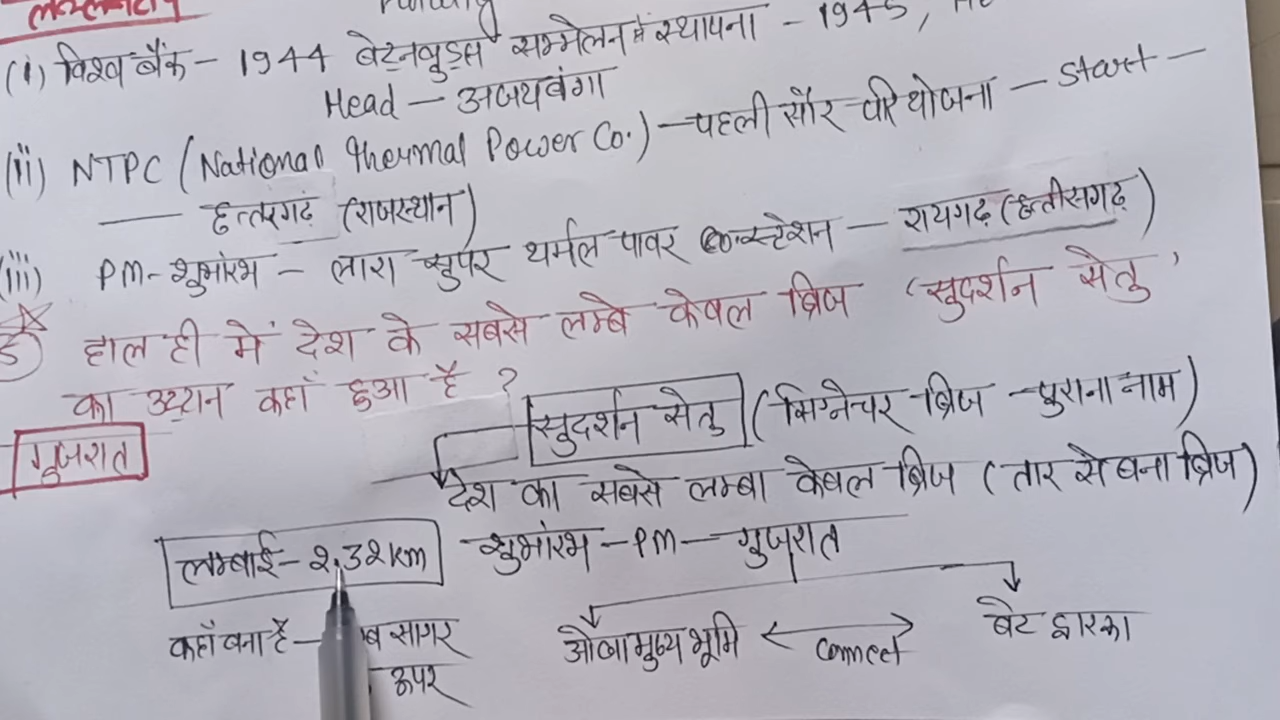 (i) विश्व बैंक - 1944 ब्रेटनवुड्स सम्मेलन में स्थापना - 1945,
Head - अजयबंगा
(ii) NTPC (National Thermal Power Co.) - पहली सौर परियोजना - Start -
छत्तरगढ़ (राजस्थान)
(iii) PM- शुभारंभ - लारा सुपर थर्मल पावर स्टेशन - रायगढ़ (छत्तीसगढ़)
हाल ही में देश के सबसे लम्बे केबल ब्रिज 'सुदर्शन सेतु'
का उद्घाटन कहाँ हुआ है ?
गुजरात
सुदर्शन सेतु (सिग्नेचर ब्रिज - पुराना नाम)
देश का सबसे लम्बा केबल ब्रिज (तार से बना ब्रिज)
लम्बाई - 2.32 km शुभारंभ - PM - गुजरात
कहाँ बना है - सागर ओखा मुख्य भूमि Connect बेट द्वारका
ऊपर